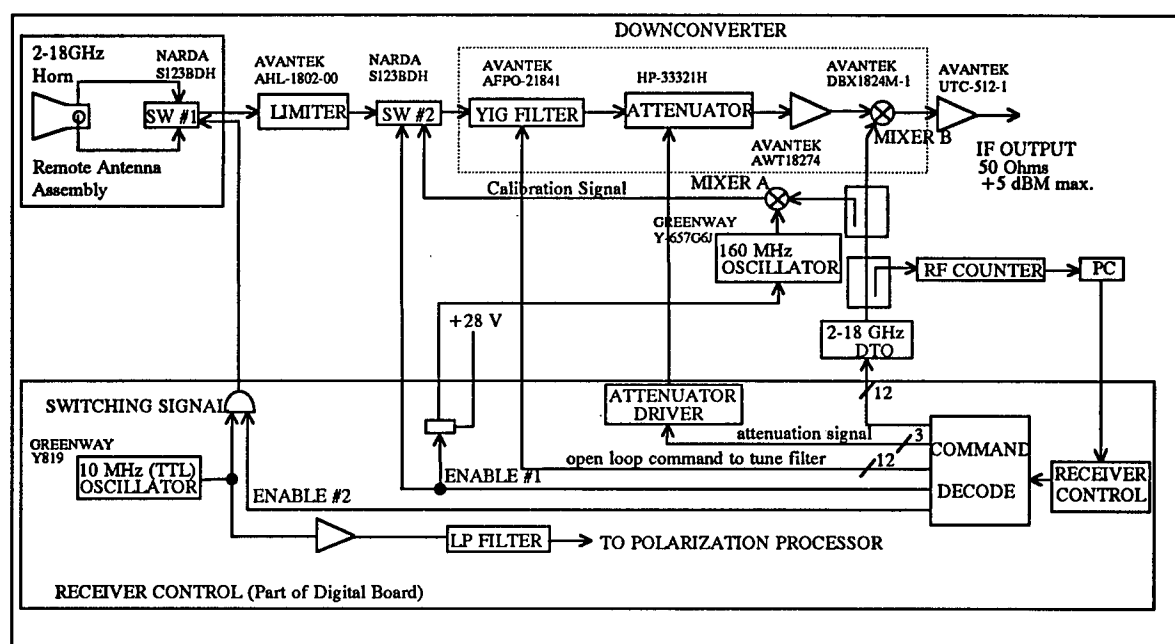 DOWNCONVERTER
2-18GHz
Horn
NARDA
S123BDH
SW #1
Remote Antenna
Assembly
AVANTEK
AHL-1802-00
LIMITER
NARDA
S123BDH
SW #2
AVANTEK
AFPO-21841
YIG FILTER
HP-33321H
ATTENUATOR
AVANTEK
DBX1824M-1
MIXER B
AVANTEK
UTC-512-1
IF OUTPUT
50 Ohms
+5 dBM max.
AVANTEK
AWT18274
Calibration Signal
MIXER A
GREENWAY
Y-657G6J
160 MHz
OSCILLATOR
RF COUNTER
PC
+28 V
2-18 GHz
DTO
SWITCHING SIGNAL
ATTENUATOR
DRIVER
12
attenuation signal
3
COMMAND
DECODE
GREENWAY
Y819
10 MHz (TTL)
OSCILLATOR
open loop command to tune filter
12
ENABLE #1
RECEIVER
CONTROL
ENABLE #2
LP FILTER
TO POLARIZATION PROCESSOR
RECEIVER CONTROL (Part of Digital Board)